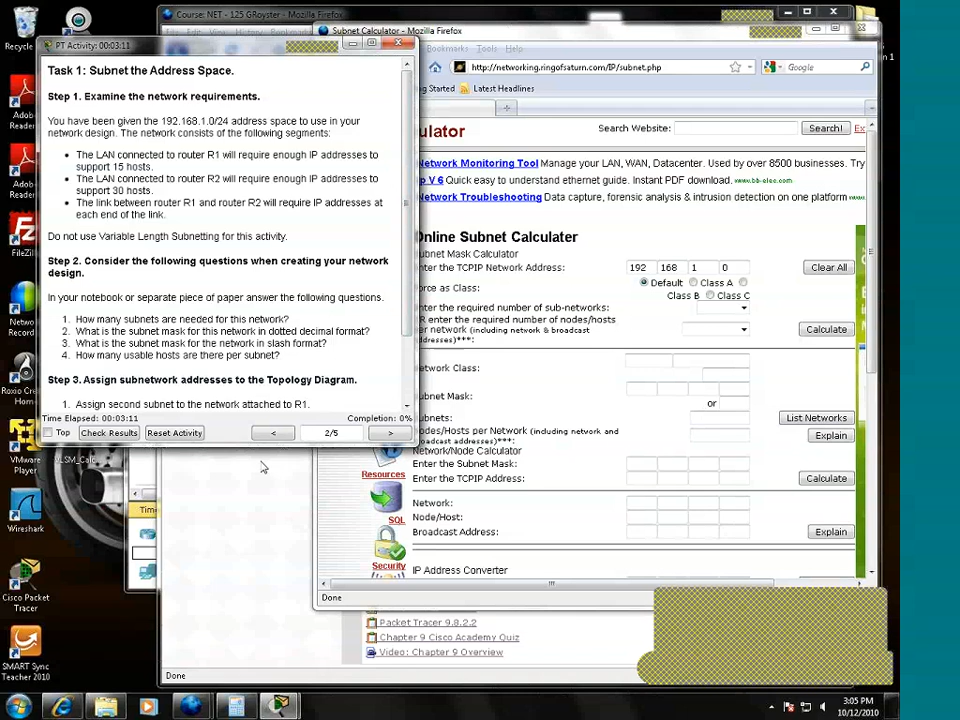 Course: NET - 125 GRoyster - Mozilla Firefox
Subnet Calculator - Mozilla Firefox
Bookmarks Tools Help
http://networking.ringofsaturn.com/IP/subnet.php
Google
Started Latest Headlines
Search Website: Search!
Network Monitoring Tool Manage your LAN, WAN, Datacenter. Used by over 8500 businesses. Try
p V 6 Quick easy to understand ethernet guide. Instant PDF download. www.bb-elec.com
Network Troubleshooting Data capture, forensic analysis & intrusion detection on one platform
Online Subnet Calculater
Subnet Mask Calculator
Enter the TCPIP Network Address: 192 168 1 0 Clear All
Force as Class: Default Class A
Class B Class C
Enter the required number of sub-networks:
OR enter the required number of nodes/hosts
per network (including network & broadcast
addresses)***: Calculate
Network Class:
Subnet Mask:
or
Subnets: List Networks
Nodes/Hosts per Network (including network and
broadcast addresses)***: Explain
Network/Node Calculator
Enter the Subnet Mask:
Enter the TCPIP Address: Calculate
Network:
Node/Host:
Broadcast Address: Explain
IP Address Converter
Resources
SQL
Security
Done
Packet Tracer 9.8.2.2
Chapter 9 Cisco Academy Quiz
Video: Chapter 9 Overview
Done
PT Activity: 00:03:11
Task 1: Subnet the Address Space.
Step 1. Examine the network requirements.
You have been given the 192.168.1.0/24 address space to use in your
network design. The network consists of the following segments:
The LAN connected to router R1 will require enough IP addresses to
support 15 hosts.
The LAN connected to router R2 will require enough IP addresses to
support 30 hosts.
The link between router R1 and router R2 will require IP addresses at
each end of the link.
Do not use Variable Length Subnetting for this activity.
Step 2. Consider the following questions when creating your network
design.
In your notebook or separate piece of paper answer the following questions.
1. How many subnets are needed for this network?
2. What is the subnet mask for this network in dotted decimal format?
3. What is the subnet mask for the network in slash format?
4. How many usable hosts are there per subnet?
Step 3. Assign subnetwork addresses to the Topology Diagram.
1. Assign second subnet to the network attached to R1.
Time Elapsed: 00:03:11 Completion: 0%
Top Check Results Reset Activity < 2/5 >
Recycle
Adob
Reader
Adob
Reader
FileZil
Netwo
Record
Roxio Cre
VMware
Player
VLSM_Calc
Wireshark
Cisco Packet
Tracer
SMART Sync
Teacher 2010
Time
3:05 PM
10/12/2010